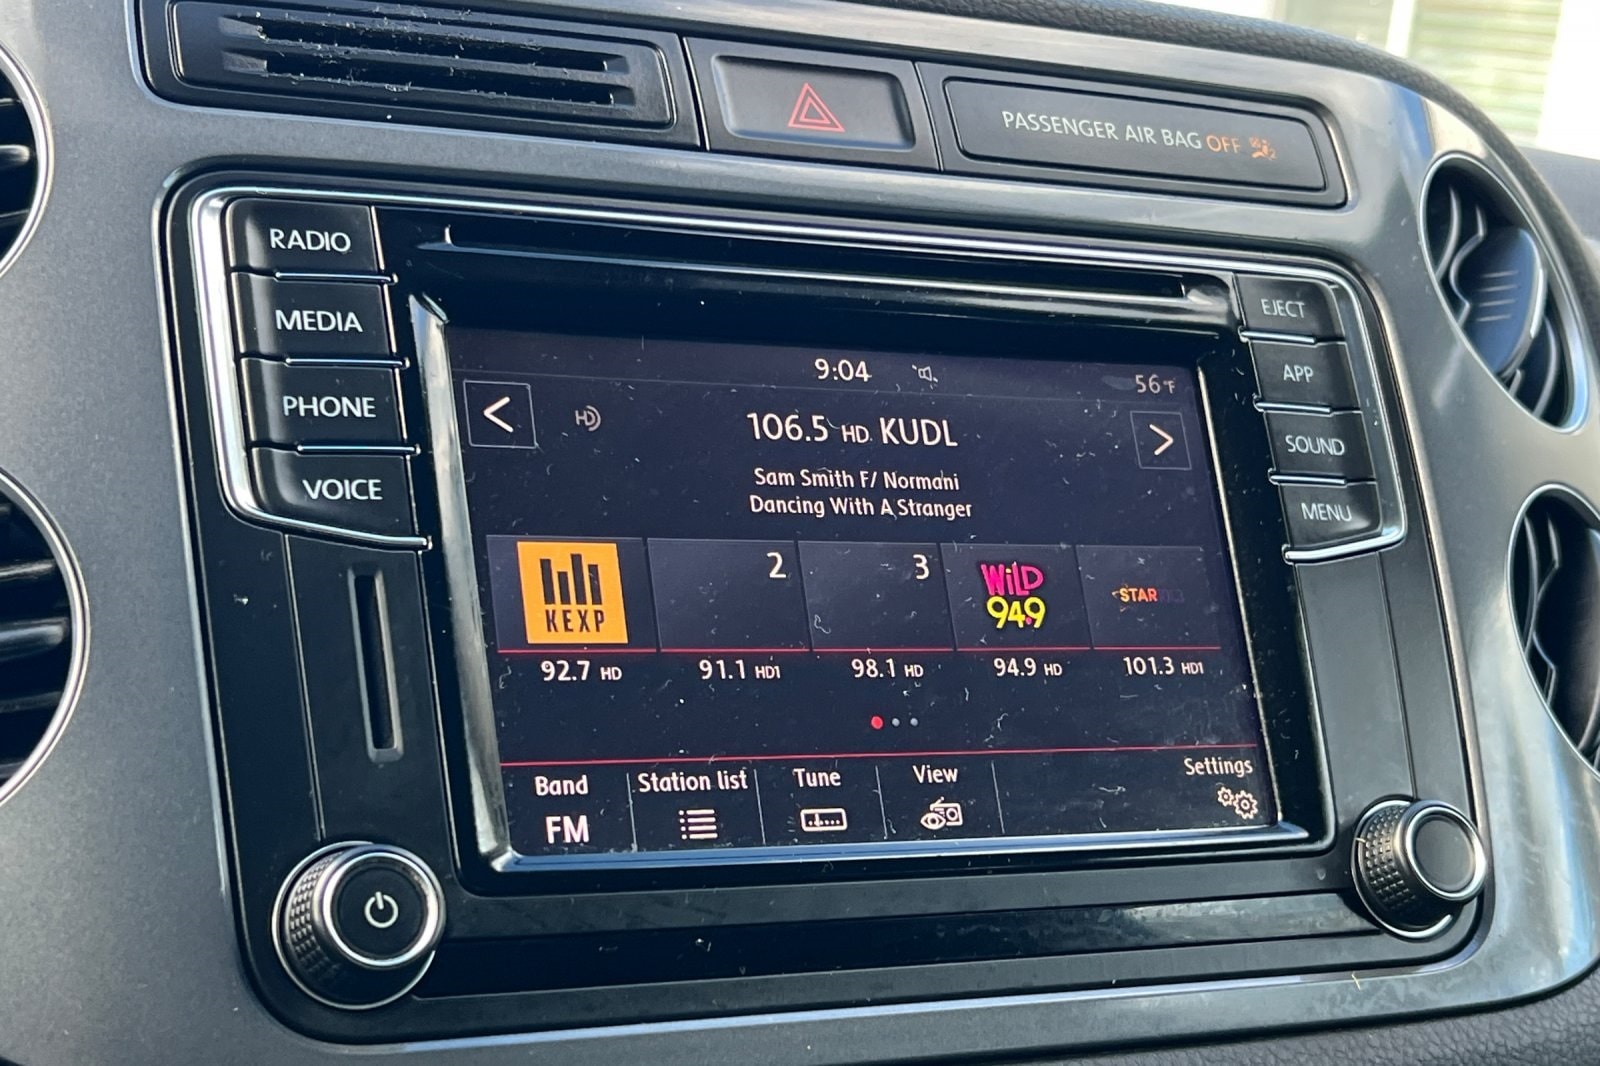 PASSENGER AIR BAG OFF
RADIO
MEDIA
PHONE
VOICE
EJECT
APP
SOUND
MENU
9:04
56°F
<
HD
106.5 HD KUDL
>
Sam Smith F/ Normani
Dancing With A Stranger
KEXP
2
3
WiLD
94.9
STAR
92.7 HD
91.1 HD1
98.1 HD
94.9 HD
101.3 HD1
Band
FM
Station list
Tune
View
Settings